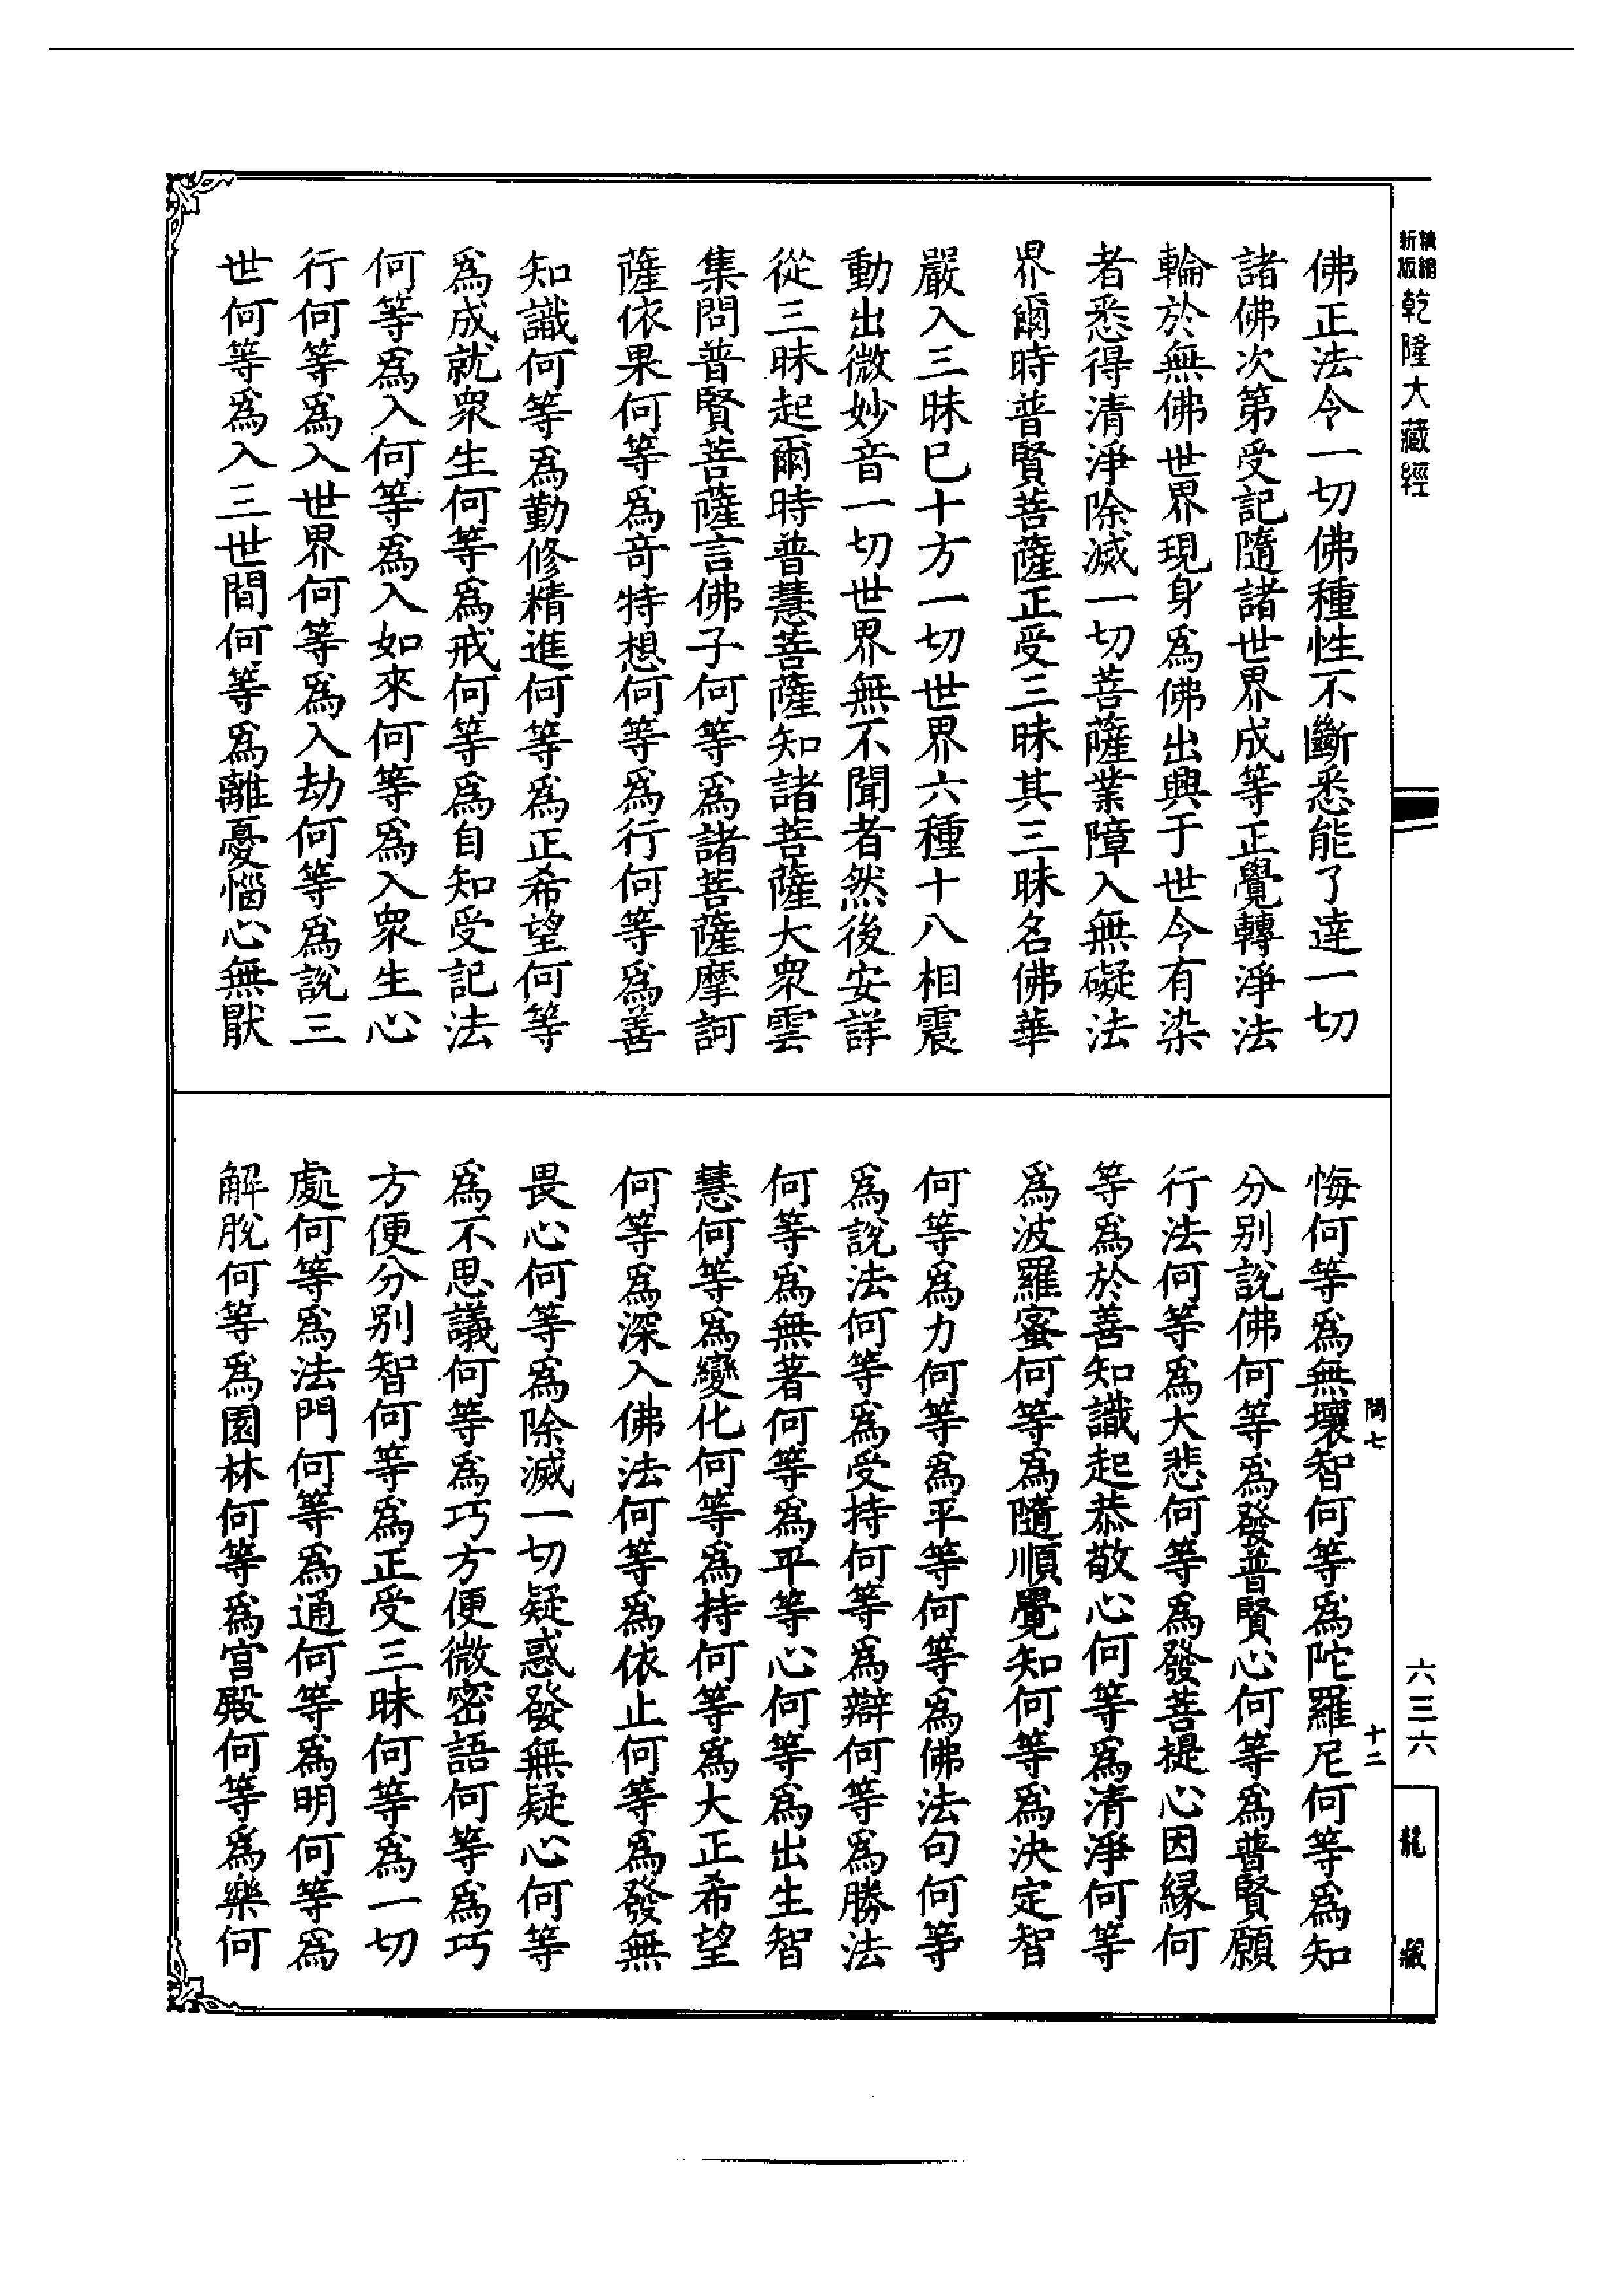 新版 精縮 乾隆大藏經
佛正法令一切佛種性不斷悉能了達一切
諸佛次第受記隨諸世界成等正覺轉淨法
輪於無佛世界現身爲佛出興于世令有染
者悉得清淨除滅一切菩薩業障入無礙法
界爾時普賢菩薩正受三昧其三昧名佛華
嚴入三昧已十方一切世界六種十八相震
動出微妙音一切世界無不聞者然後安詳
從三昧起爾時普慧菩薩知諸菩薩大衆雲
集問普賢菩薩言佛子何等爲諸菩薩摩訶
薩依果何等爲奇特想何等爲行何等爲善
知識何等爲勤修精進何等爲正希望何等
爲成就衆生何等爲戒何等爲自知受記法
何等爲入何等爲入如來何等爲入衆生心
行何等爲入世界何等爲入劫何等爲說三
世何等爲入三世間何等爲離憂惱心無厭
悔何等爲無壞智何等爲陀羅尼何等爲知
分別說佛何等爲發普賢心何等爲普賢願
行法何等爲大悲何等爲發菩提心因緣何
等爲於善知識起恭敬心何等爲清淨何等
爲波羅蜜何等爲隨順覺知何等爲決定智
何等爲力何等爲平等何等爲佛法句何等
爲說法何等爲受持何等爲辯何等爲勝法
何等爲無著何等爲平等心何等爲出生智
慧何等爲變化何等爲持何等爲大正希望
何等爲深入佛法何等爲依止何等爲發無
畏心何等爲除滅一切疑惑發無疑心何等
爲不思議何等爲巧方便微密語何等爲巧
方便分別智何等爲正受三昧何等爲一切
處何等爲法門何等爲通何等爲明何等爲
解脫何等爲園林何等爲宮殿何等爲樂何
問七
十二
六三六
龍藏